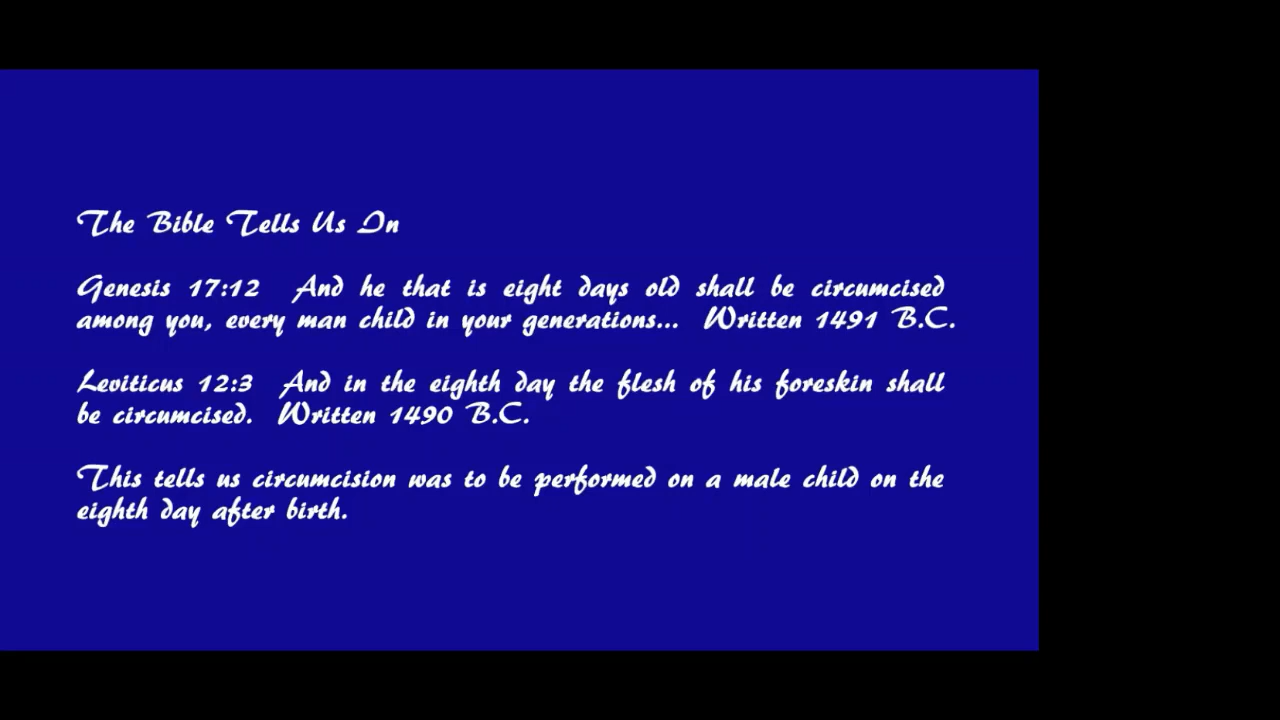 The Bible Tells Us In
Genesis 17:12 And he that is eight days old shall be circumcised
among you, every man child in your generations... Written 1491 B.C.
Leviticus 12:3 And in the eighth day the flesh of his foreskin shall
be circumcised. Written 1490 B.C.
This tells us circumcision was to be performed on a male child on the
eighth day after birth.